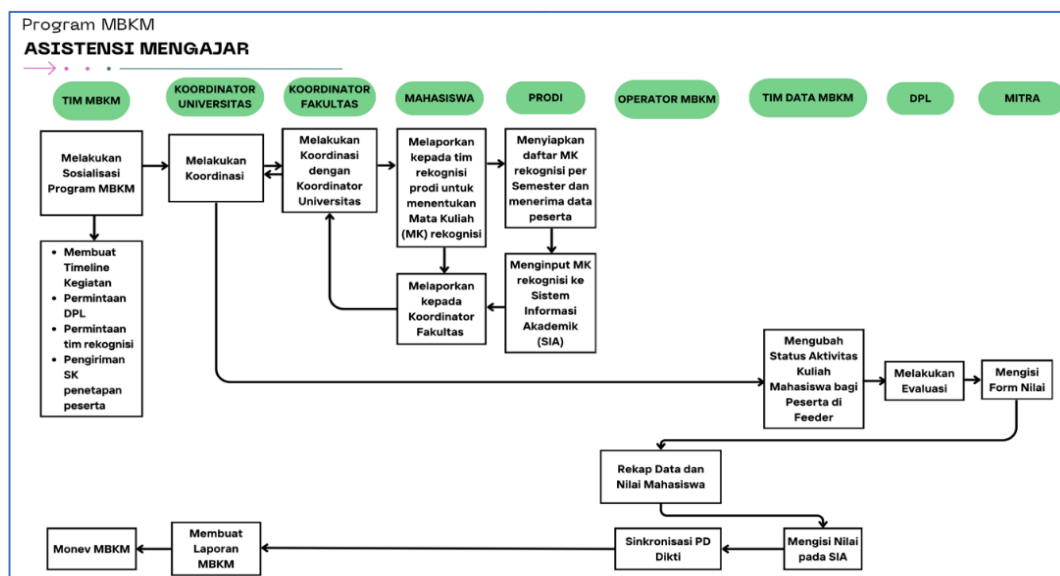 Program MBKM
ASISTENSI MENGAJAR
TIM MBKM
KOORDINATOR
UNIVERSITAS
KOORDINATOR
FAKULTAS
MAHASISWA
PRODI
OPERATOR MBKM
TIM DATA MBKM
DPL
MITRA
Melakukan
Sosialisasi
Program MBKM
Melakukan
Koordinasi
Melakukan
Koordinasi
dengan
Koordinator
Universitas
Melaporkan
kepada tim
rekognisi
prodi untuk
menentukan
Mata Kuliah
(MK) rekognisi
Menyiapkan
daftar MK
rekognisi per
Semester dan
menerima data
peserta
• Membuat
Timeline
Kegiatan
• Permintaan
DPL
• Permintaan
tim rekognisi
• Pengiriman
SK
penetapan
peserta
Melaporkan
kepada
Koordinator
Fakultas
Menginput MK
rekognisi ke
Sistem
Informasi
Akademik
(SIA)
Mengubah
Status Aktivitas
Kuliah
Mahasiswa bagi
Peserta di
Feeder
Melakukan
Evaluasi
Mengisi
Form Nilai
Rekap Data dan
Nilai Mahasiswa
Monev MBKM
Membuat
Laporan
MBKM
Sinkronisasi PD
Dikti
Mengisi Nilai
pada SIA